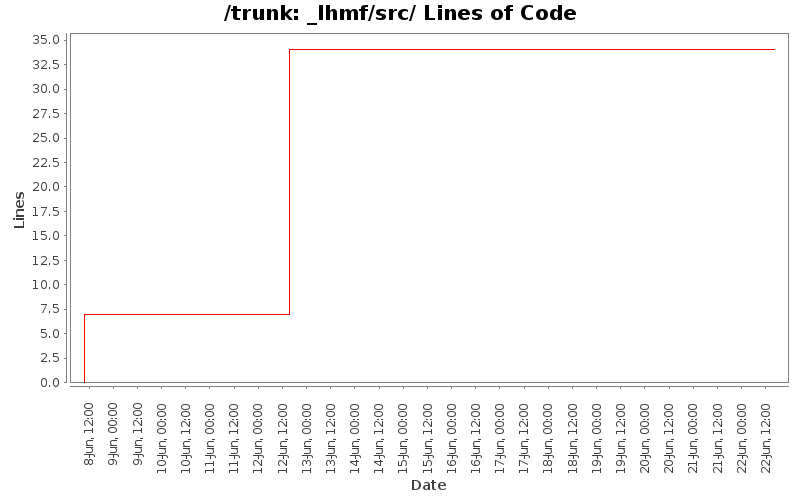 /trunk: _lhmf/src/ Lines of Code
35.0
32.5
30.0
27.5
25.0
22.5
20.0
17.5
15.0
12.5
10.0
7.5
5.0
2.5
0.0
Lines
8-Jun, 12:00
9-Jun, 00:00
9-Jun, 12:00
10-Jun, 00:00
10-Jun, 12:00
11-Jun, 00:00
11-Jun, 12:00
12-Jun, 00:00
12-Jun, 12:00
13-Jun, 00:00
13-Jun, 12:00
14-Jun, 00:00
14-Jun, 12:00
15-Jun, 00:00
15-Jun, 12:00
16-Jun, 00:00
16-Jun, 12:00
17-Jun, 00:00
17-Jun, 12:00
18-Jun, 00:00
18-Jun, 12:00
19-Jun, 00:00
19-Jun, 12:00
20-Jun, 00:00
20-Jun, 12:00
21-Jun, 00:00
21-Jun, 12:00
22-Jun, 00:00
22-Jun, 12:00
Date